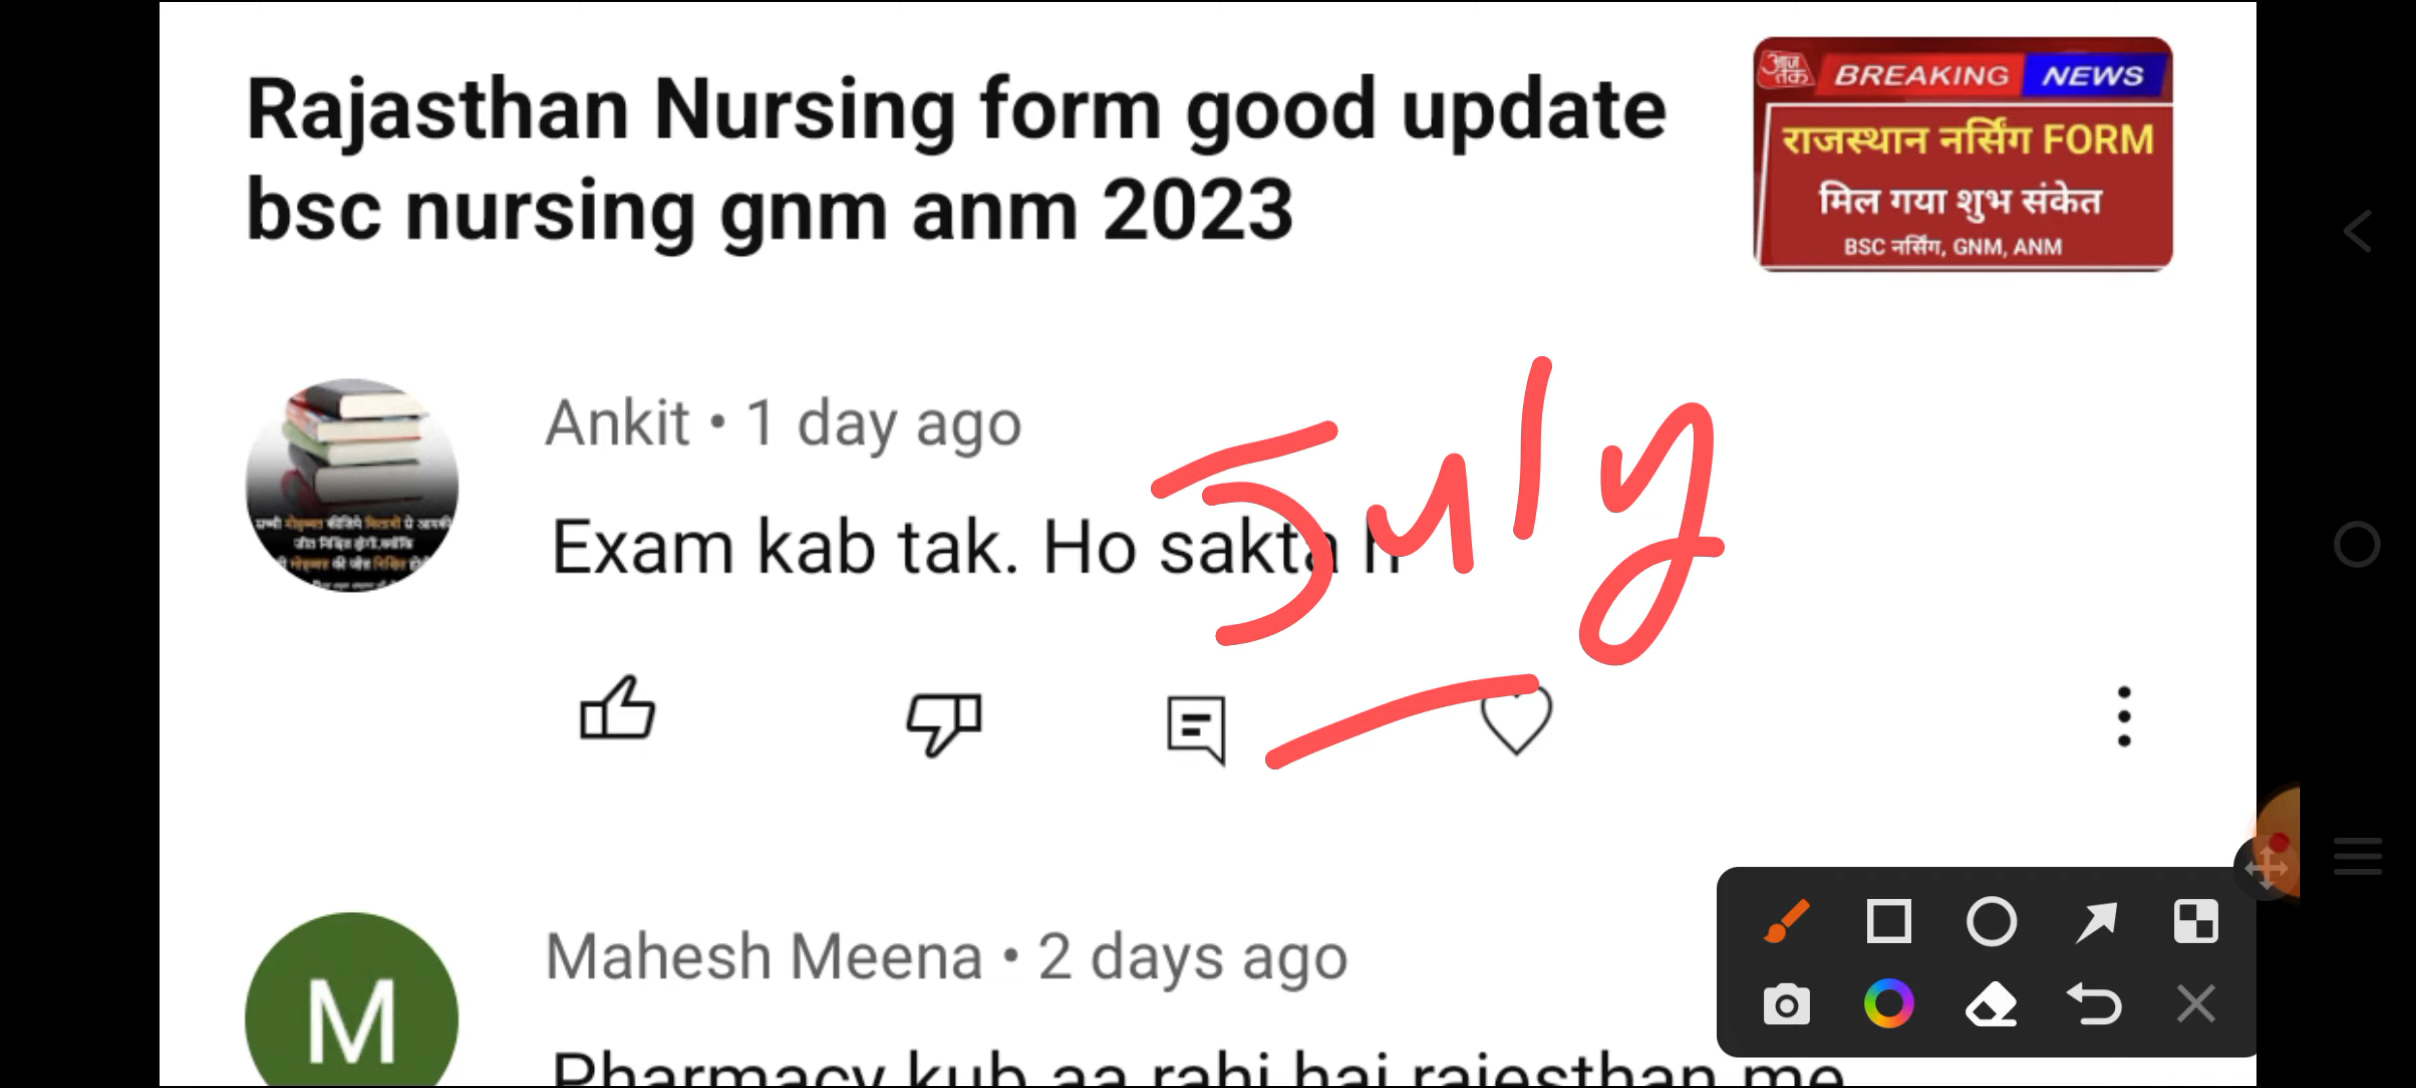 Rajasthan Nursing form good update
bsc nursing gnm anm 2023
आज तक
BREAKING NEWS
राजस्थान नर्सिंग FORM
मिल गया शुभ संकेत
BSC नर्सिंग, GNM, ANM
Ankit • 1 day ago
July
Exam kab tak. Ho sakta h
M
Mahesh Meena • 2 days ago
Pharmacy kub aa rahi hai rajesthan me